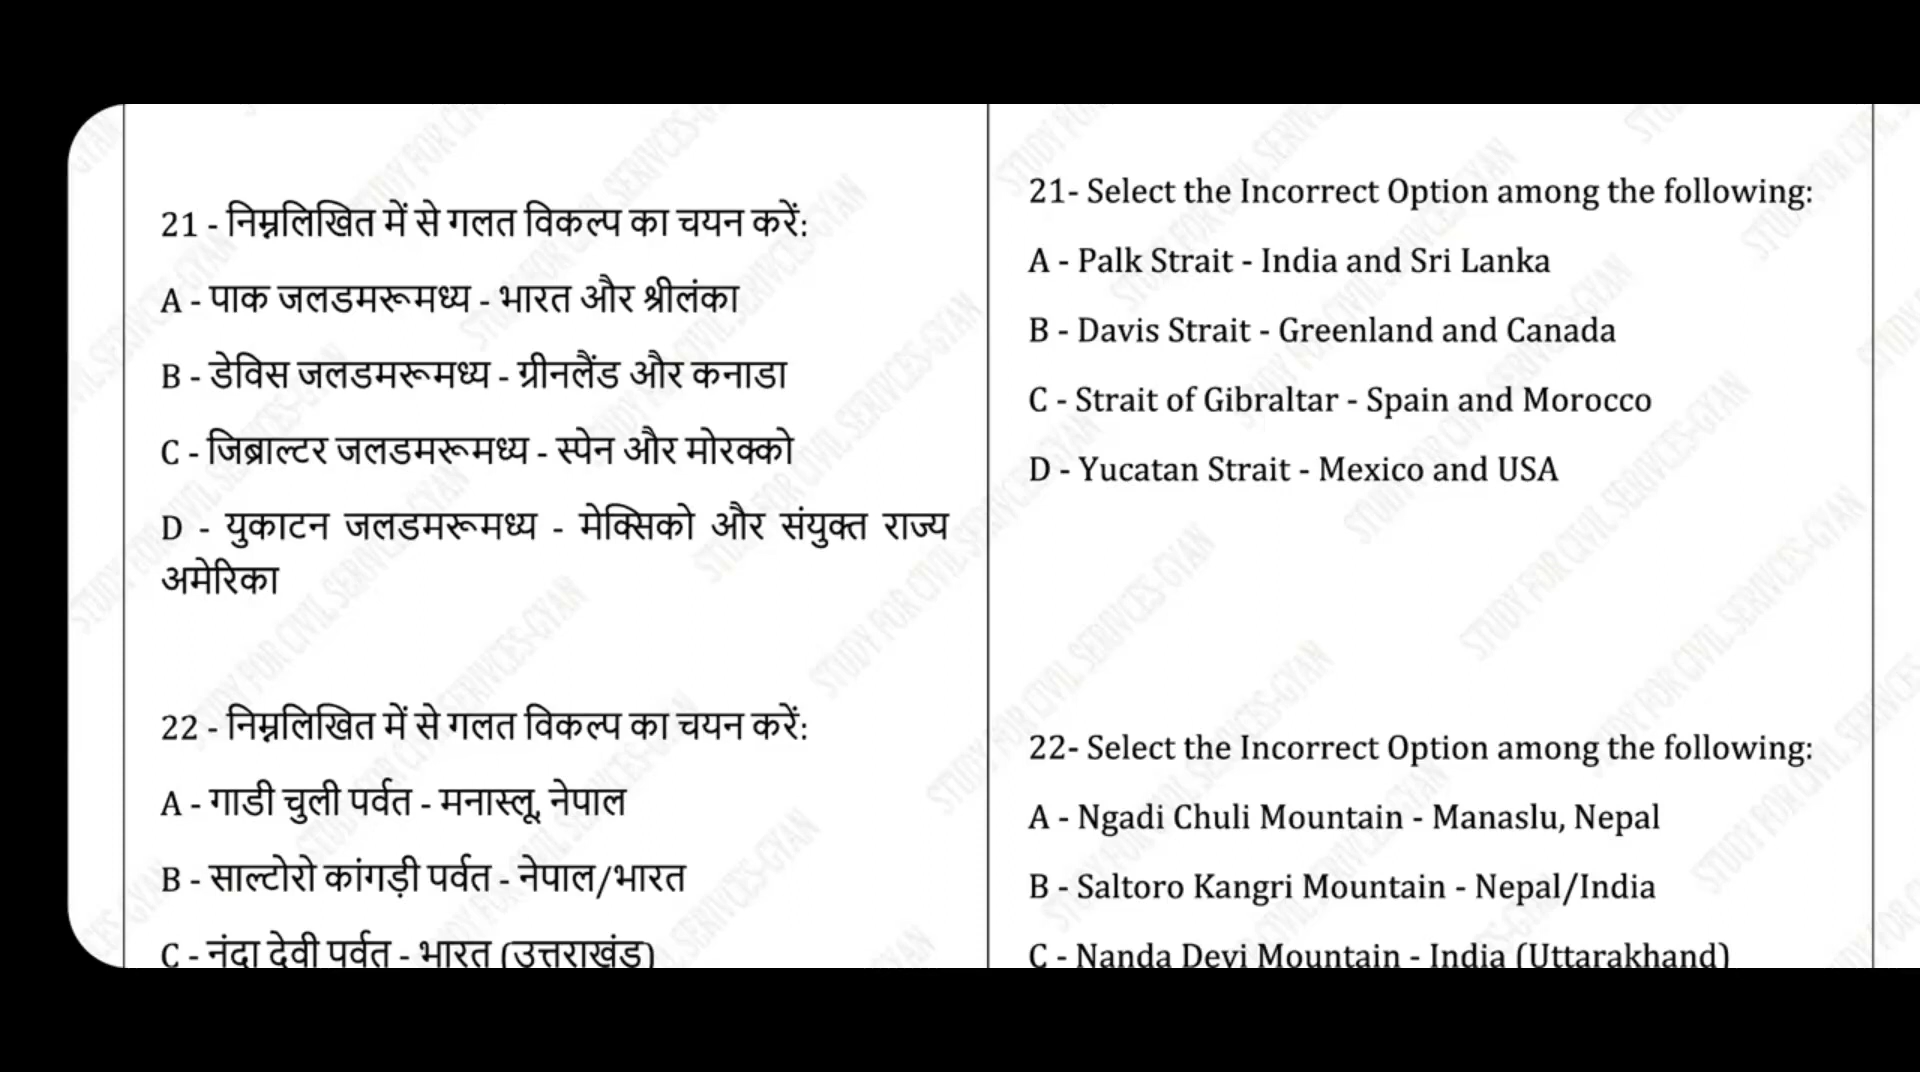 21 - निम्नलिखित में से गलत विकल्प का चयन करें:
A - पाक जलडमरूमध्य - भारत और श्रीलंका
B - डेविस जलडमरूमध्य - ग्रीनलैंड और कनाडा
C - जिब्राल्टर जलडमरूमध्य - स्पेन और मोरक्को
D - युकाटन जलडमरूमध्य - मेक्सिको और संयुक्त राज्य
अमेरिका
22 - निम्नलिखित में से गलत विकल्प का चयन करें:
A - गाडी चुली पर्वत - मनास्लू, नेपाल
B - साल्टोरो कांगड़ी पर्वत - नेपाल/भारत
C - नंदा देवी पर्वत - भारत (उत्तराखंड)
21- Select the Incorrect Option among the following:
A - Palk Strait - India and Sri Lanka
B - Davis Strait - Greenland and Canada
C - Strait of Gibraltar - Spain and Morocco
D - Yucatan Strait - Mexico and USA
22- Select the Incorrect Option among the following:
A - Ngadi Chuli Mountain - Manaslu, Nepal
B - Saltoro Kangri Mountain - Nepal/India
C - Nanda Devi Mountain - India (Uttarakhand)
STUDY FOR CIVIL SERIVCES-GYAN